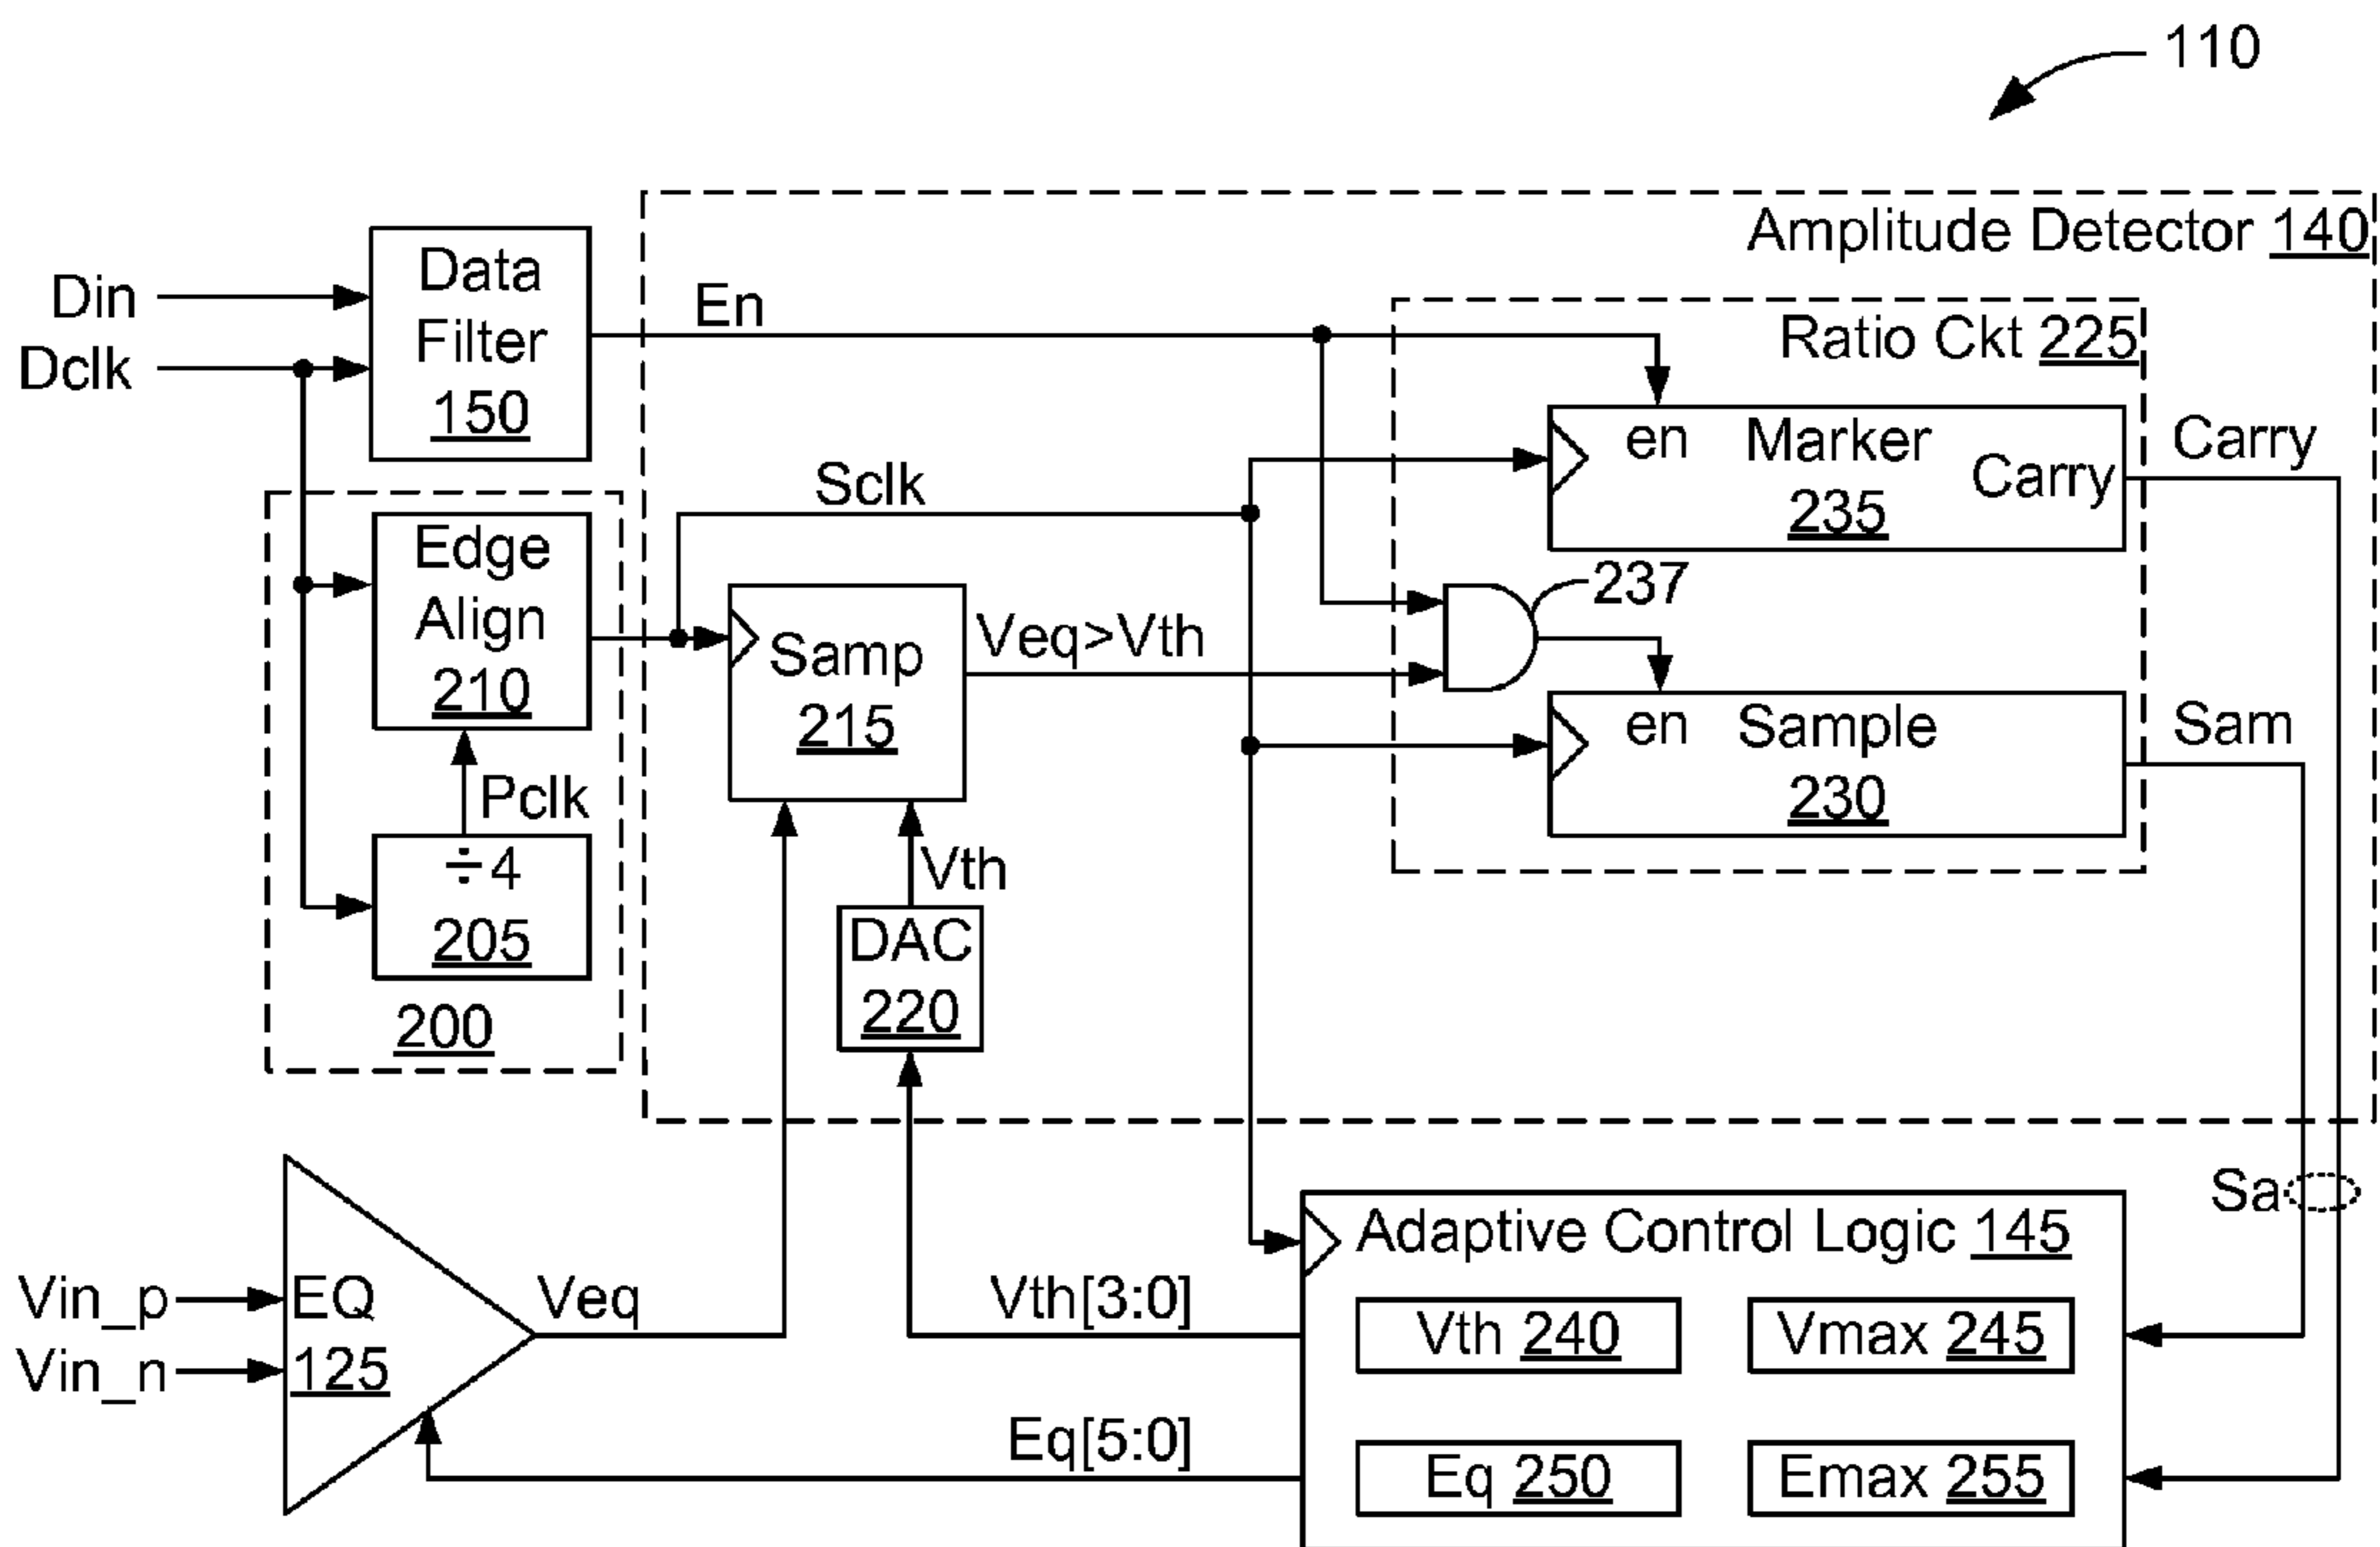 110
Amplitude Detector 140
Din
Dclk
Data
Filter
150
En
Ratio Ckt 225
en Marker
Carry
235
Carry
Sclk
Edge
Align
210
Samp
215
Veq>Vth
237
en Sample
230
Sam
Pclk
÷4
205
200
Vth
DAC
220
Sa
Adaptive Control Logic 145
Vin_p
Vin_n
EQ
125
Veq
Vth[3:0]
Vth 240
Vmax 245
Eq[5:0]
Eq 250
Emax 255